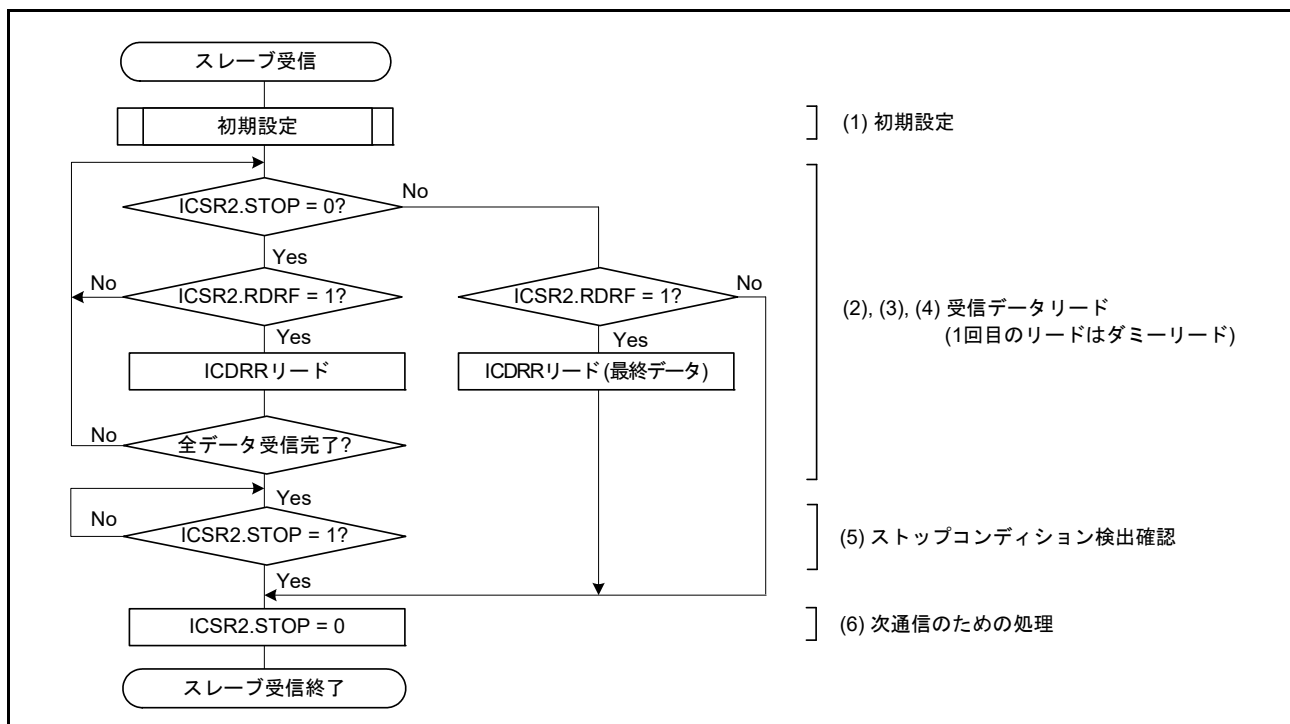 スレーブ受信
初期設定
(1) 初期設定
ICSR2.STOP = 0?
No
Yes
No
ICSR2.RDRF = 1?
ICSR2.RDRF = 1?
No
(2), (3), (4) 受信データリード
(1回目のリードはダミーリード)
Yes
Yes
ICDRRリード
ICDRRリード (最終データ)
No
全データ受信完了?
Yes
No
ICSR2.STOP = 1?
(5) ストップコンディション検出確認
Yes
ICSR2.STOP = 0
(6) 次通信のための処理
スレーブ受信終了